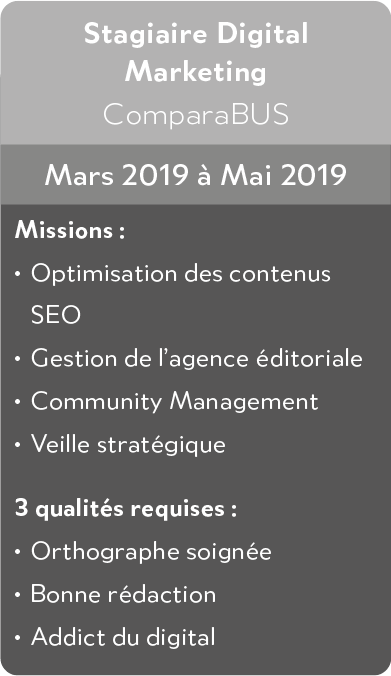 Stagiaire Digital
Marketing
ComparaBUS
Mars 2019 à Mai 2019
Missions :
• Optimisation des contenus
SEO
• Gestion de l’agence éditoriale
• Community Management
• Veille stratégique
3 qualités requises :
• Orthographe soignée
• Bonne rédaction
• Addict du digital